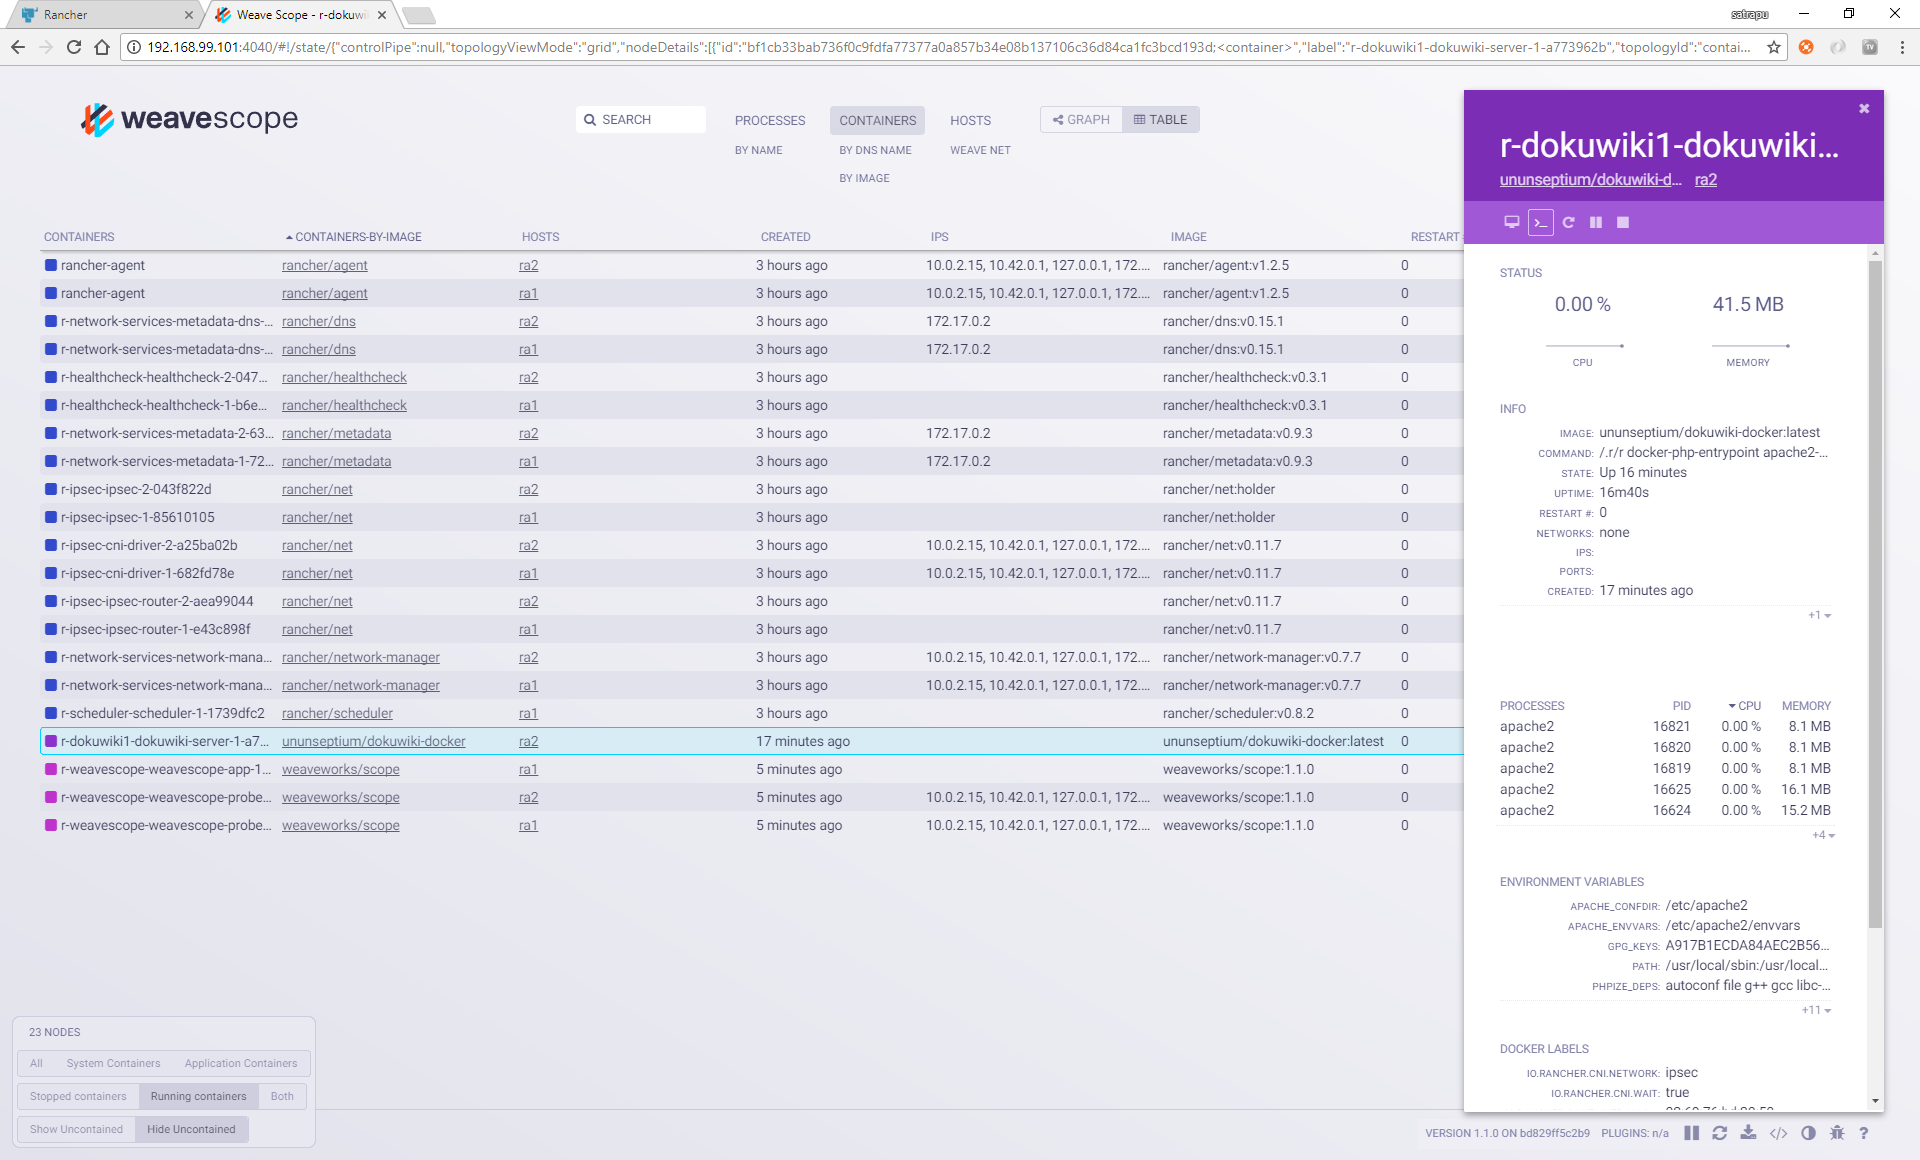 Rancher
Weave Scope - r-dokuwi
satrapu
192.168.99.101:4040/#!/state/{"controlPipe":null,"topologyViewMode":"grid","nodeDetails":[{"id":"bf1cb33bab736f0c9fdfa77377a0a857b34e08b137106c36d84ca1fc3bcd193d;<container>","label":"r-dokuwiki1-dokuwiki-server-1-a773962b","topologyId":"contai...
weavescope
SEARCH
PROCESSES CONTAINERS HOSTS GRAPH TABLE
BY NAME BY DNS NAME WEAVE NET
BY IMAGE
CONTAINERS CONTAINERS-BY-IMAGE HOSTS CREATED IPS IMAGE RESTART
rancher-agent rancher/agent ra2 3 hours ago 10.0.2.15, 10.42.0.1, 127.0.0.1, 172.... rancher/agent:v1.2.5 0
rancher-agent rancher/agent ra1 3 hours ago 10.0.2.15, 10.42.0.1, 127.0.0.1, 172.... rancher/agent:v1.2.5 0
r-network-services-metadata-dns-... rancher/dns ra2 3 hours ago 172.17.0.2 rancher/dns:v0.15.1 0
r-network-services-metadata-dns-... rancher/dns ra1 3 hours ago 172.17.0.2 rancher/dns:v0.15.1 0
r-healthcheck-healthcheck-2-047... rancher/healthcheck ra2 3 hours ago rancher/healthcheck:v0.3.1 0
r-healthcheck-healthcheck-1-b6e... rancher/healthcheck ra1 3 hours ago rancher/healthcheck:v0.3.1 0
r-network-services-metadata-2-63... rancher/metadata ra2 3 hours ago 172.17.0.2 rancher/metadata:v0.9.3 0
r-network-services-metadata-1-72... rancher/metadata ra1 3 hours ago 172.17.0.2 rancher/metadata:v0.9.3 0
r-ipsec-ipsec-2-043f822d rancher/net ra2 3 hours ago rancher/net:holder 0
r-ipsec-ipsec-1-85610105 rancher/net ra1 3 hours ago rancher/net:holder 0
r-ipsec-cni-driver-2-a25ba02b rancher/net ra2 3 hours ago 10.0.2.15, 10.42.0.1, 127.0.0.1, 172.... rancher/net:v0.11.7 0
r-ipsec-cni-driver-1-682fd78e rancher/net ra1 3 hours ago 10.0.2.15, 10.42.0.1, 127.0.0.1, 172.... rancher/net:v0.11.7 0
r-ipsec-ipsec-router-2-aea99044 rancher/net ra2 3 hours ago rancher/net:v0.11.7 0
r-ipsec-ipsec-router-1-e43c898f rancher/net ra1 3 hours ago rancher/net:v0.11.7 0
r-network-services-network-mana... rancher/network-manager ra2 3 hours ago 10.0.2.15, 10.42.0.1, 127.0.0.1, 172.... rancher/network-manager:v0.7.7 0
r-network-services-network-mana... rancher/network-manager ra1 3 hours ago 10.0.2.15, 10.42.0.1, 127.0.0.1, 172.... rancher/network-manager:v0.7.7 0
r-scheduler-scheduler-1-1739dfc2 rancher/scheduler ra1 3 hours ago rancher/scheduler:v0.8.2 0
r-dokuwiki1-dokuwiki-server-1-a7... ununseptium/dokuwiki-docker ra2 17 minutes ago ununseptium/dokuwiki-docker:latest 0
r-weavescope-weavescope-app-1... weaveworks/scope ra1 5 minutes ago weaveworks/scope:1.1.0 0
r-weavescope-weavescope-probe... weaveworks/scope ra2 5 minutes ago 10.0.2.15, 10.42.0.1, 127.0.0.1, 172.... weaveworks/scope:1.1.0 0
r-weavescope-weavescope-probe... weaveworks/scope ra1 5 minutes ago 10.0.2.15, 10.42.0.1, 127.0.0.1, 172.... weaveworks/scope:1.1.0 0
r-dokuwiki1-dokuwiki...
ununseptium/dokuwiki-d... ra2
STATUS
0.00 % 41.5 MB
CPU MEMORY
INFO
IMAGE: ununseptium/dokuwiki-docker:latest
COMMAND: /.r/r docker-php-entrypoint apache2-...
STATE: Up 16 minutes
UPTIME: 16m40s
RESTART #: 0
NETWORKS: none
IPS:
PORTS:
CREATED: 17 minutes ago
+1
PROCESSES PID CPU MEMORY
apache2 16821 0.00 % 8.1 MB
apache2 16820 0.00 % 8.1 MB
apache2 16819 0.00 % 8.1 MB
apache2 16625 0.00 % 16.1 MB
apache2 16624 0.00 % 15.2 MB
+4
ENVIRONMENT VARIABLES
APACHE_CONFDIR: /etc/apache2
APACHE_ENVVARS: /etc/apache2/envvars
GPG_KEYS: A917B1ECDA84AEC2B56...
PATH: /usr/local/sbin:/usr/local...
PHPIZE_DEPS: autoconf file g++ gcc libc-...
+11
DOCKER LABELS
IO.RANCHER.CNI.NETWORK: ipsec
IO.RANCHER.CNI.WAIT: true
23 NODES
All System Containers Application Containers
Stopped containers Running containers Both
Show Uncontained Hide Uncontained
VERSION 1.1.0 ON bd829ff5c2b9 PLUGINS: n/a